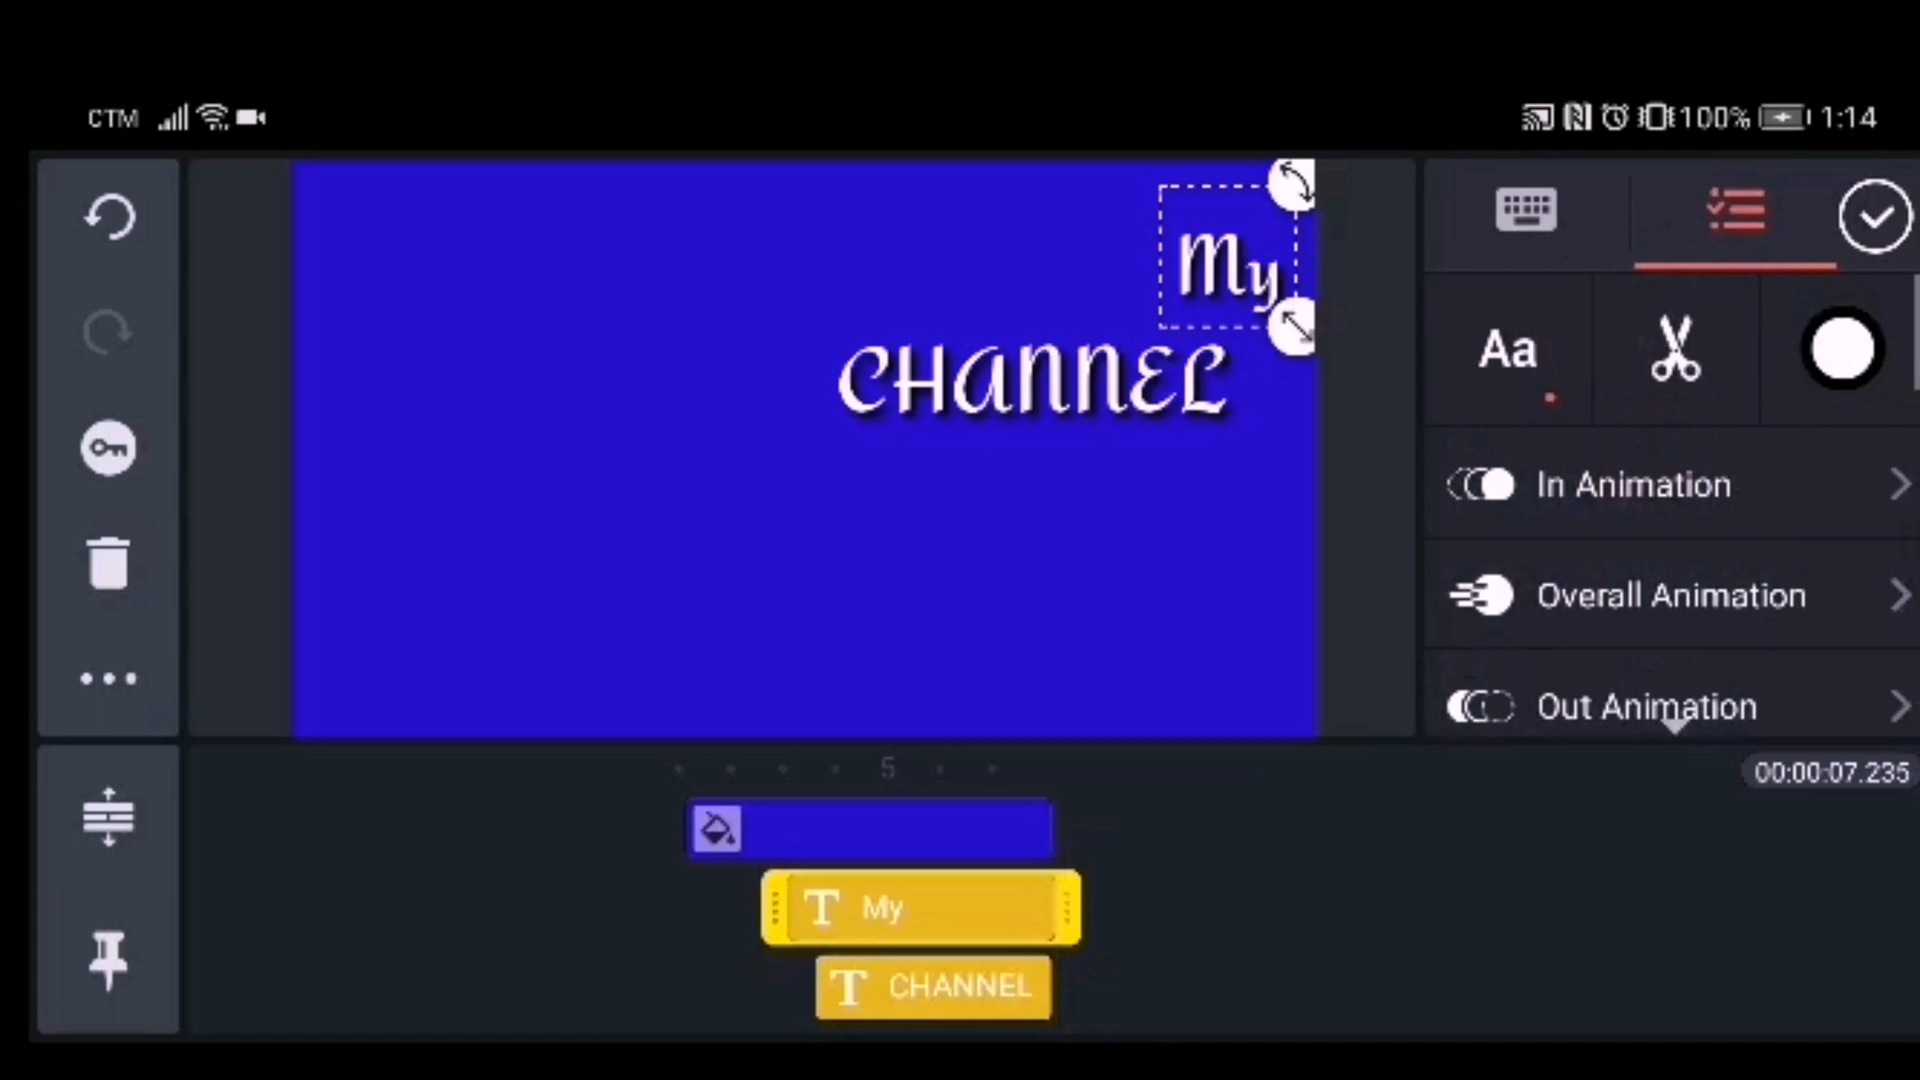 CTM 100% 1:14
My
CHANNEL
Aa
In Animation
Overall Animation
Out Animation
5
00:00:07.235
T My
T CHANNEL